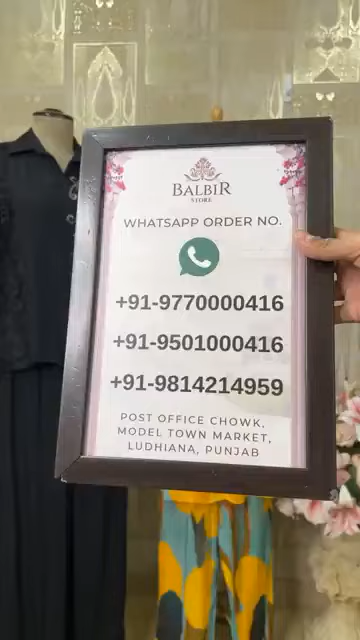 BALBIR
STORE
WHATSAPP ORDER NO.
+91-9770000416
+91-9501000416
+91-9814214959
POST OFFICE CHOWK,
MODEL TOWN MARKET,
LUDHIANA, PUNJAB